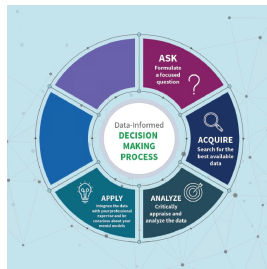 Data-Informed
DECISION
MAKING
PROCESS
ASK
Formulate
a focused
question
ACQUIRE
Search for the
best available
data
ANALYZE
Critically
appraise and
analyze the data
APPLY
Integrate the data
with your professional
expertise and be
conscious about your
mental models